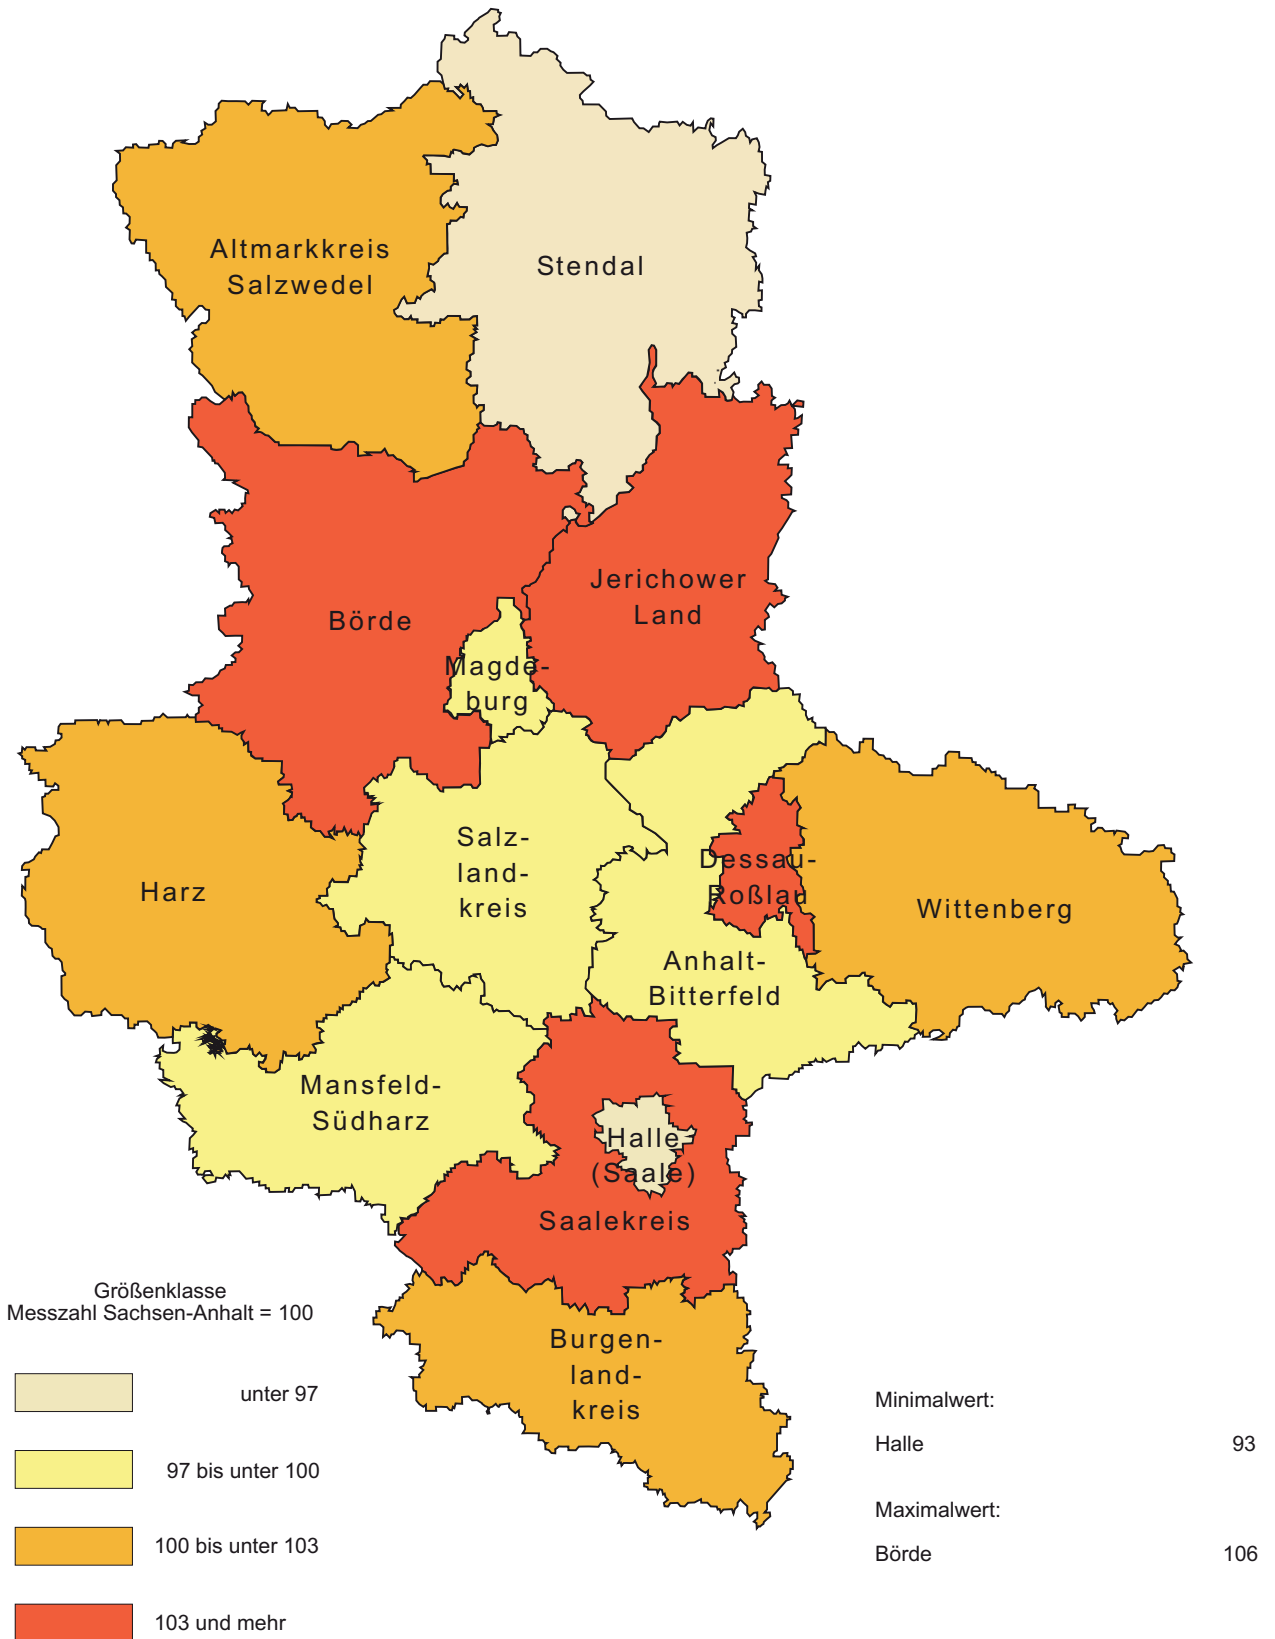 Altmarkkreis
Salzwedel
Stendal
Jerichower
Land
Börde
Magde-
burg
Salz-
land-
kreis
Harz
Dessau-
Roßlau
Wittenberg
Anhalt-
Bitterfeld
Mansfeld-
Südharz
Halle
(Saale)
Saalekreis
Burgen-
land-
kreis
Größenklasse
Messzahl Sachsen-Anhalt = 100
unter 97
97 bis unter 100
100 bis unter 103
103 und mehr
Minimalwert:
Halle 93
Maximalwert:
Börde 106